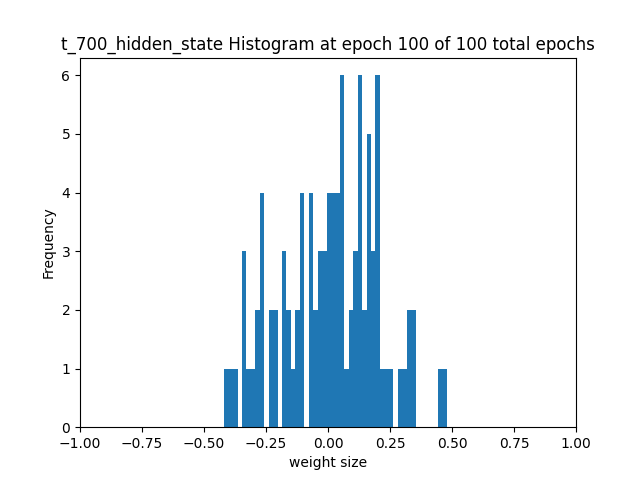 t_700_hidden_state Histogram at epoch 100 of 100 total epochs
6
5
4
3
2
1
0
Frequency
−1.00 −0.75 −0.50 −0.25 0.00 0.25 0.50 0.75 1.00
weight size